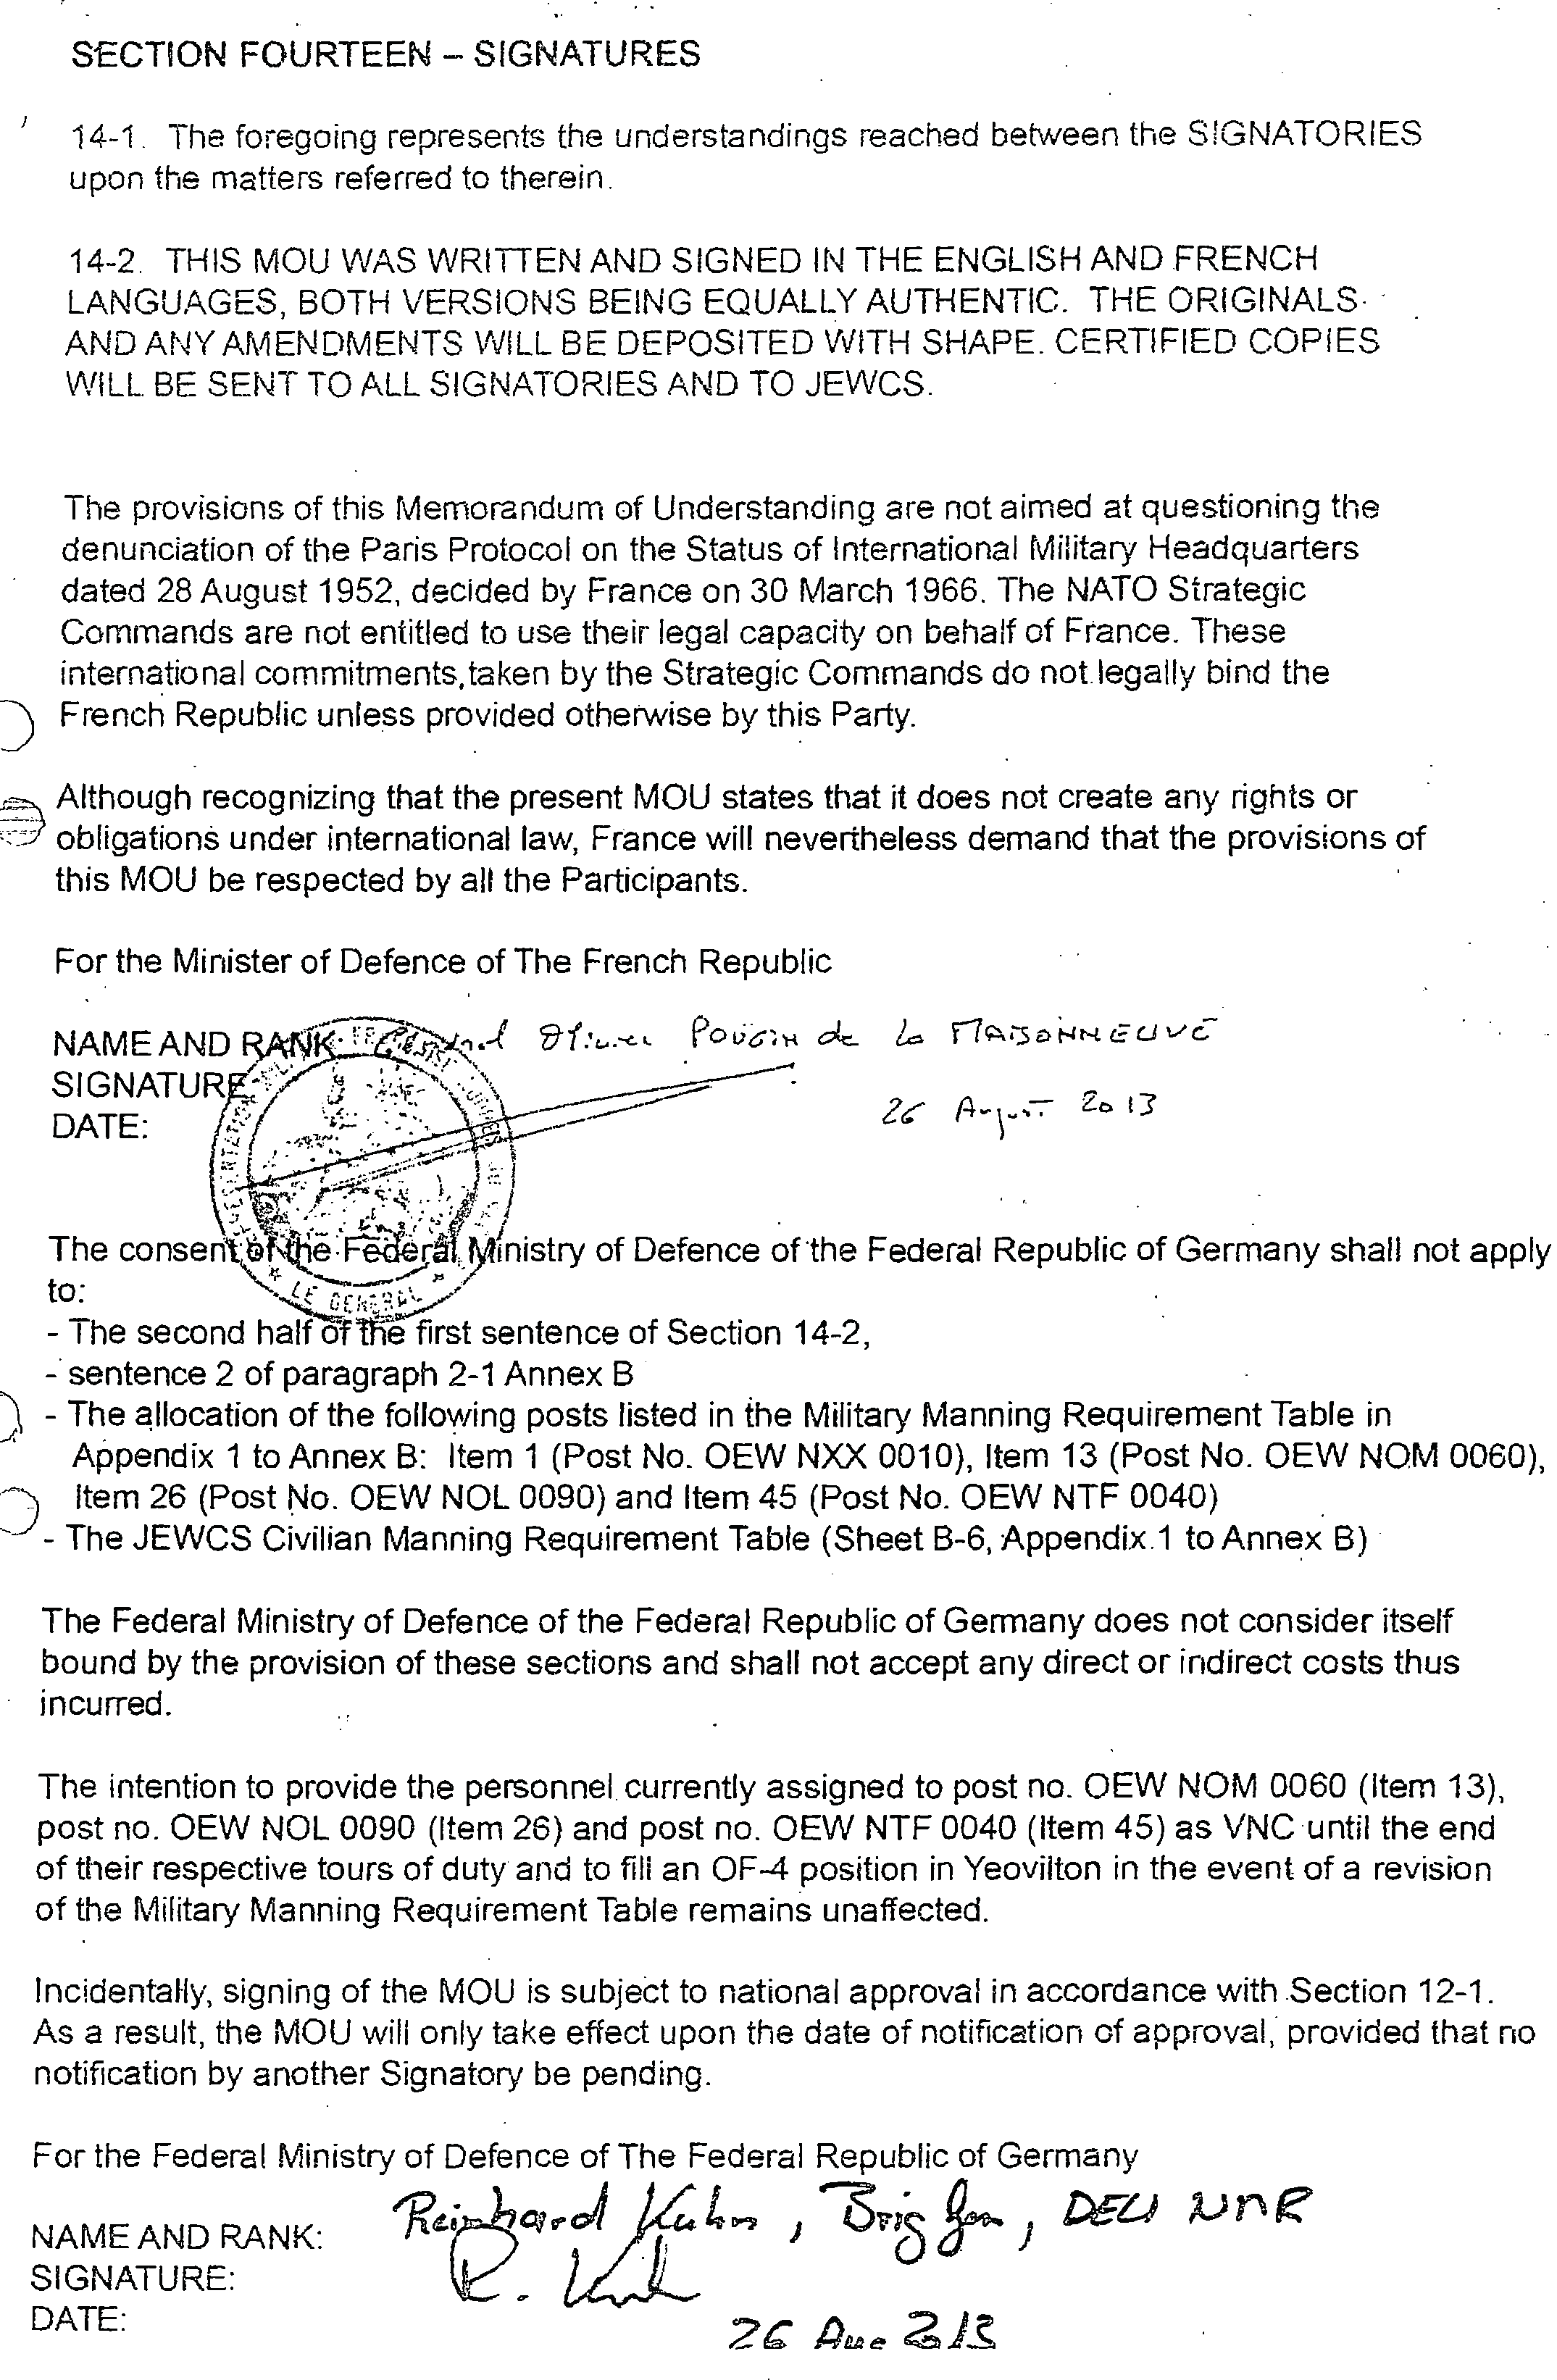 SECTION FOURTEEN – SIGNATURES
14-1. The foregoing represents the understandings reached between the SIGNATORIES
upon the matters referred to therein.
14-2. THIS MOU WAS WRITTEN AND SIGNED IN THE ENGLISH AND FRENCH
LANGUAGES, BOTH VERSIONS BEING EQUALLY AUTHENTIC. THE ORIGINALS
AND ANY AMENDMENTS WILL BE DEPOSITED WITH SHAPE. CERTIFIED COPIES
WILL BE SENT TO ALL SIGNATORIES AND TO JEWCS.
The provisions of this Memorandum of Understanding are not aimed at questioning the
denunciation of the Paris Protocol on the Status of International Military Headquarters
dated 28 August 1952, decided by France on 30 March 1966. The NATO Strategic
Commands are not entitled to use their legal capacity on behalf of France. These
international commitments, taken by the Strategic Commands do not legally bind the
French Republic unless provided otherwise by this Party.
Although recognizing that the present MOU states that it does not create any rights or
obligations under international law, France will nevertheless demand that the provisions of
this MOU be respected by all the Participants.
For the Minister of Defence of The French Republic
NAME AND RANK: Olivier Pougin de la MAISONNEUVE
SIGNATURE
DATE: 26 August 2013
LE GENERAL
The consent of the Federal Ministry of Defence of the Federal Republic of Germany shall not apply
to:
- The second half of the first sentence of Section 14-2,
- sentence 2 of paragraph 2-1 Annex B
- The allocation of the following posts listed in the Military Manning Requirement Table in
Appendix 1 to Annex B: Item 1 (Post No. OEW NXX 0010), Item 13 (Post No. OEW NOM 0060),
Item 26 (Post No. OEW NOL 0090) and Item 45 (Post No. OEW NTF 0040)
- The JEWCS Civilian Manning Requirement Table (Sheet B-6, Appendix 1 to Annex B)
The Federal Ministry of Defence of the Federal Republic of Germany does not consider itself
bound by the provision of these sections and shall not accept any direct or indirect costs thus
incurred.
The intention to provide the personnel currently assigned to post no. OEW NOM 0060 (Item 13),
post no. OEW NOL 0090 (Item 26) and post no. OEW NTF 0040 (Item 45) as VNC until the end
of their respective tours of duty and to fill an OF-4 position in Yeovilton in the event of a revision
of the Military Manning Requirement Table remains unaffected.
Incidentally, signing of the MOU is subject to national approval in accordance with Section 12-1.
As a result, the MOU will only take effect upon the date of notification of approval, provided that no
notification by another Signatory be pending.
For the Federal Ministry of Defence of The Federal Republic of Germany
NAME AND RANK: Reinhard Kuhn, Brig Gen, DEU NMR
SIGNATURE: R. Kuhn
DATE: 26 Aug 2013